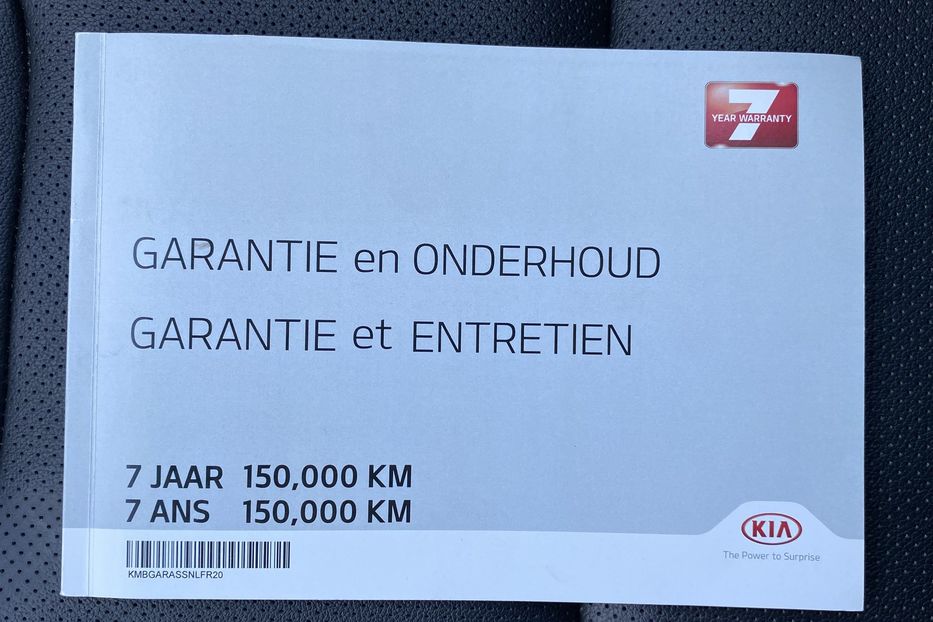 7
YEAR WARRANTY
GARANTIE en ONDERHOUD
GARANTIE et ENTRETIEN
7 JAAR 150,000 KM
7 ANS 150,000 KM
KMBGARASSNLFR20
KIA
The Power to Surprise